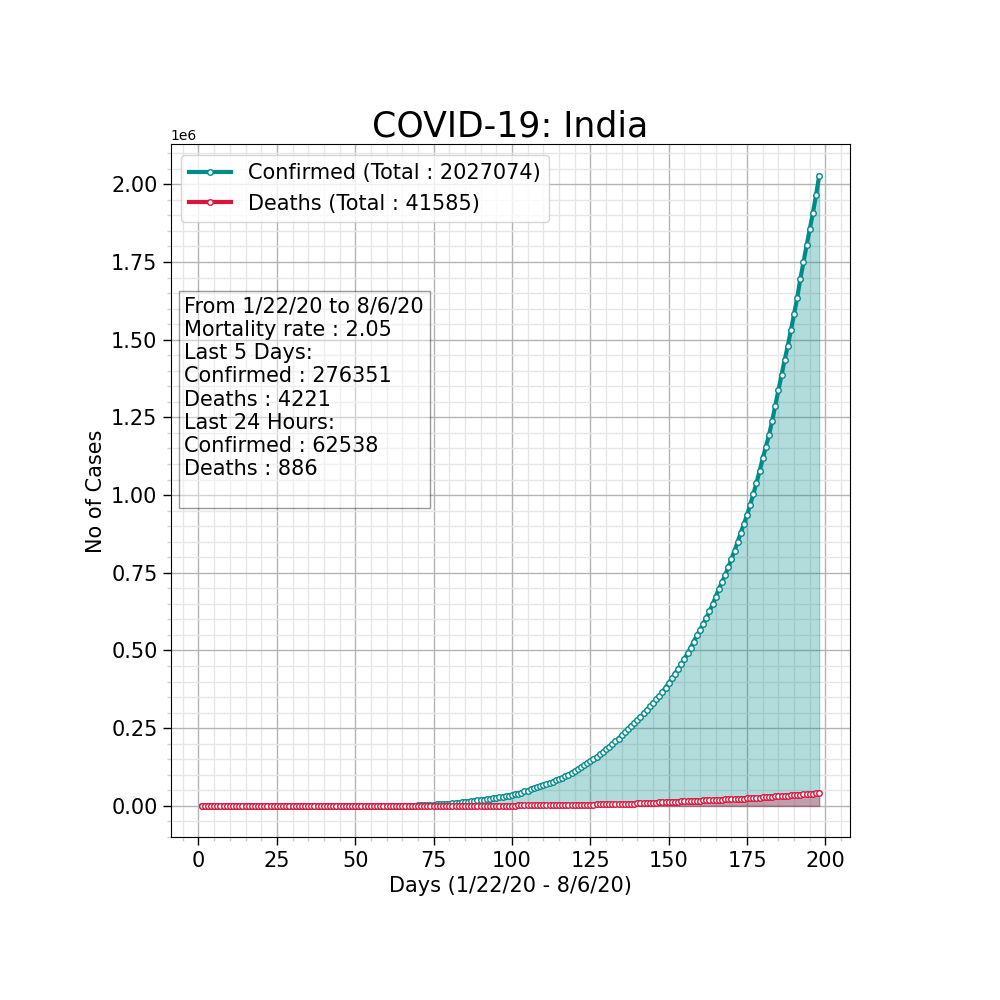 COVID-19: India
1e6
Confirmed (Total : 2027074)
Deaths (Total : 41585)
From 1/22/20 to 8/6/20
Mortality rate : 2.05
Last 5 Days:
Confirmed : 276351
Deaths : 4221
Last 24 Hours:
Confirmed : 62538
Deaths : 886
No of Cases
2.00
1.75
1.50
1.25
1.00
0.75
0.50
0.25
0.00
0 25 50 75 100 125 150 175 200
Days (1/22/20 - 8/6/20)